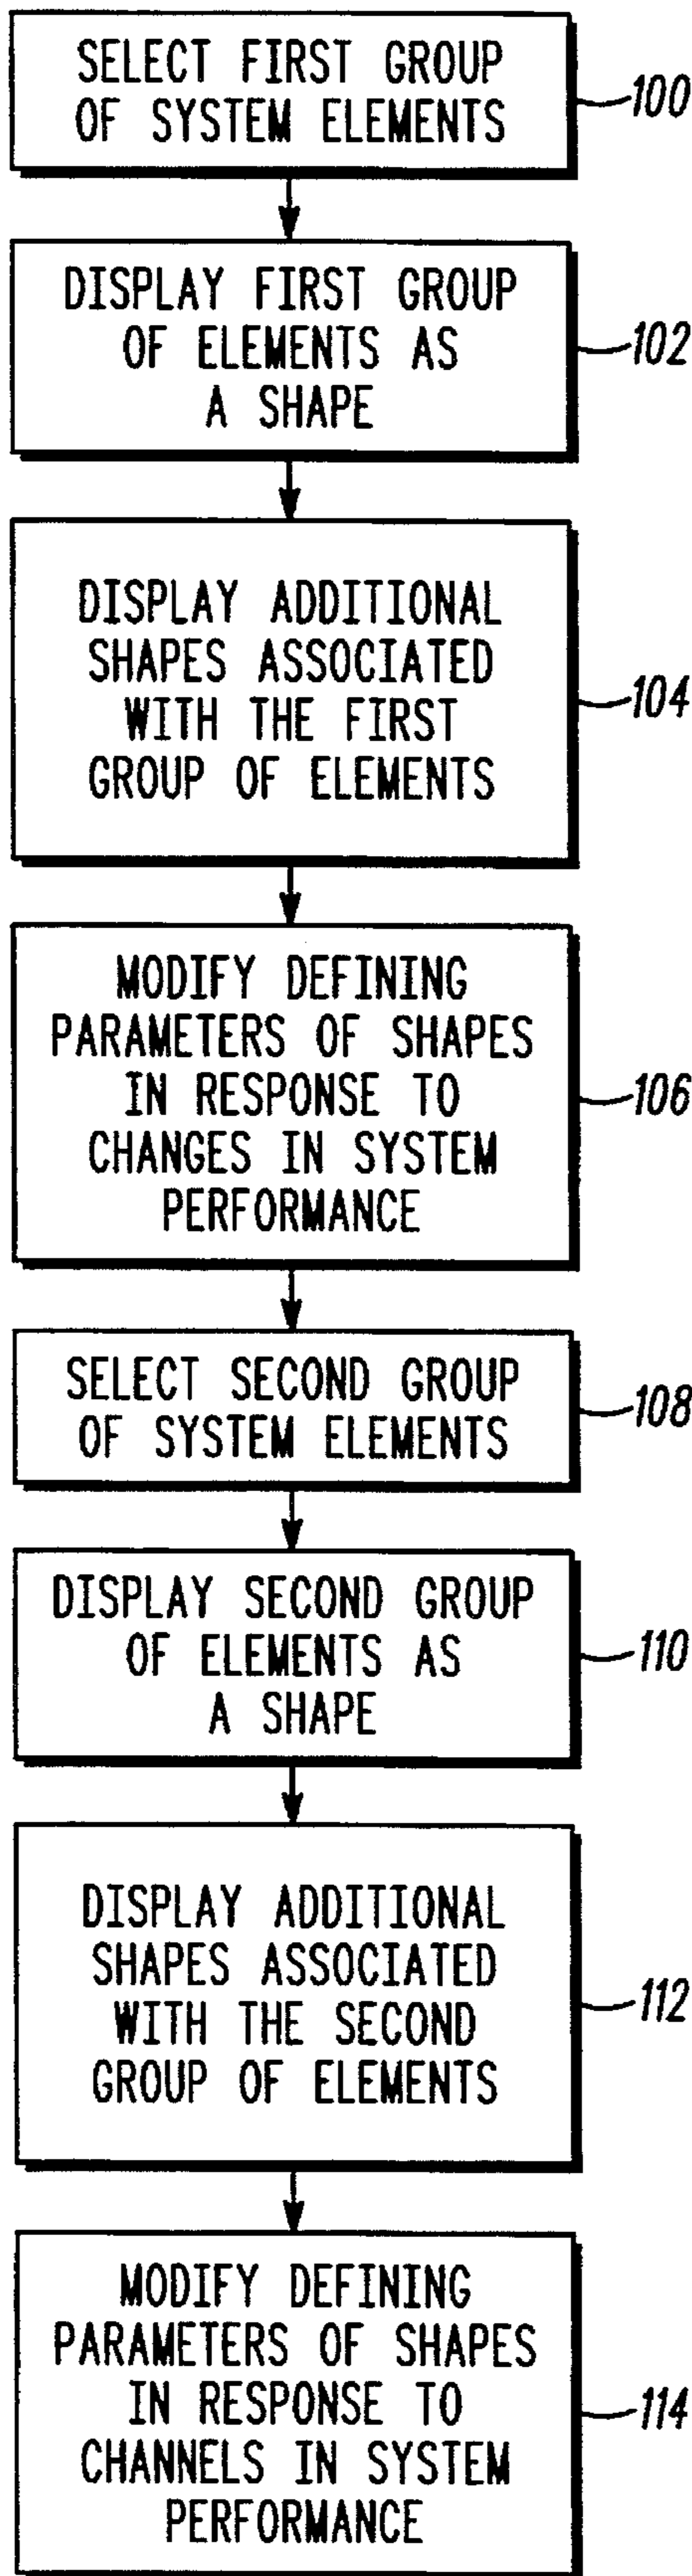 SELECT FIRST GROUP
OF SYSTEM ELEMENTS
100
DISPLAY FIRST GROUP
OF ELEMENTS AS
A SHAPE
102
DISPLAY ADDITIONAL
SHAPES ASSOCIATED
WITH THE FIRST
GROUP OF ELEMENTS
104
MODIFY DEFINING
PARAMETERS OF SHAPES
IN RESPONSE TO
CHANGES IN SYSTEM
PERFORMANCE
106
SELECT SECOND GROUP
OF SYSTEM ELEMENTS
108
DISPLAY SECOND GROUP
OF ELEMENTS AS
A SHAPE
110
DISPLAY ADDITIONAL
SHAPES ASSOCIATED
WITH THE SECOND
GROUP OF ELEMENTS
112
MODIFY DEFINING
PARAMETERS OF SHAPES
IN RESPONSE TO
CHANNELS IN SYSTEM
PERFORMANCE
114